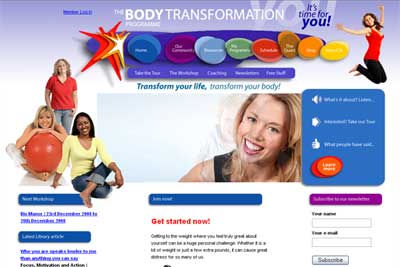 Member Log In
THE BODY TRANSFORMATION
PROGRAMME
YOU
It's time for you!
Home
Our Community
Resources
My Programme
Schedule
The Quest
Shop
About Us
Take the Tour
The Workshop
Coaching
Newsletters
Free Stuff
Transform your life, transform your body!
What's it about? Listen...
Interested? Take our Tour
What people have said...
Learn more
Next Workshop
23rd December 2008 to
29th December 2008
Latest Library article
Who you are speaks louder to me
than anything you can say
Focus, Motivation and Action |
Join now!
Get started now!
Getting to the weight where you feel truly great about
yourself can be a huge personal challenge. Whether it is a
lot of weight or just a few extra pounds, it can cause great
distress for so many of us.
Subscribe to our newsletter
Your name
Your e-mail
Subscribe